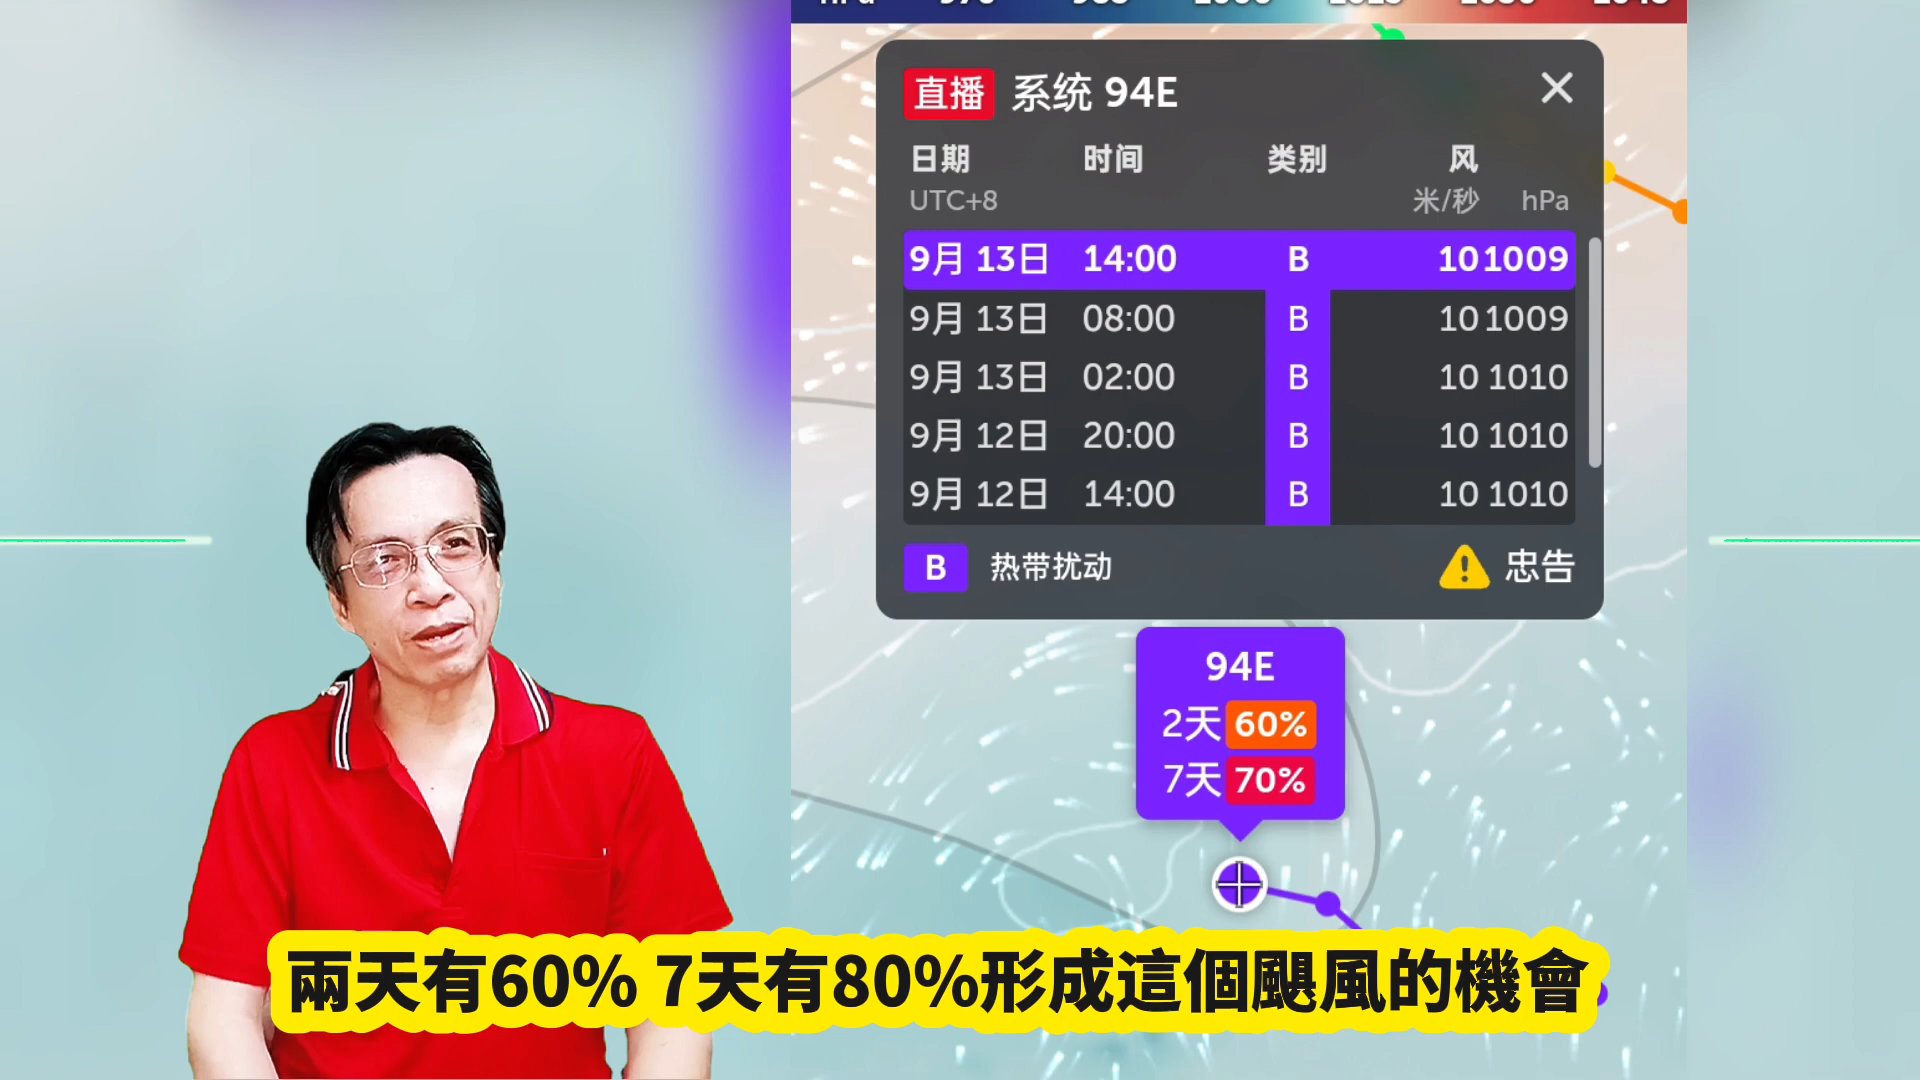 直播 系统 94E
日期 时间 类别 风
UTC+8 米/秒 hPa
9月 13日 14:00 B 10 1009
9月 13日 08:00 B 10 1009
9月 13日 02:00 B 10 1010
9月 12日 20:00 B 10 1010
9月 12日 14:00 B 10 1010
B 热带扰动 忠告
94E
2天 60%
7天 70%
兩天有60% 7天有80%形成這個颶風的機會